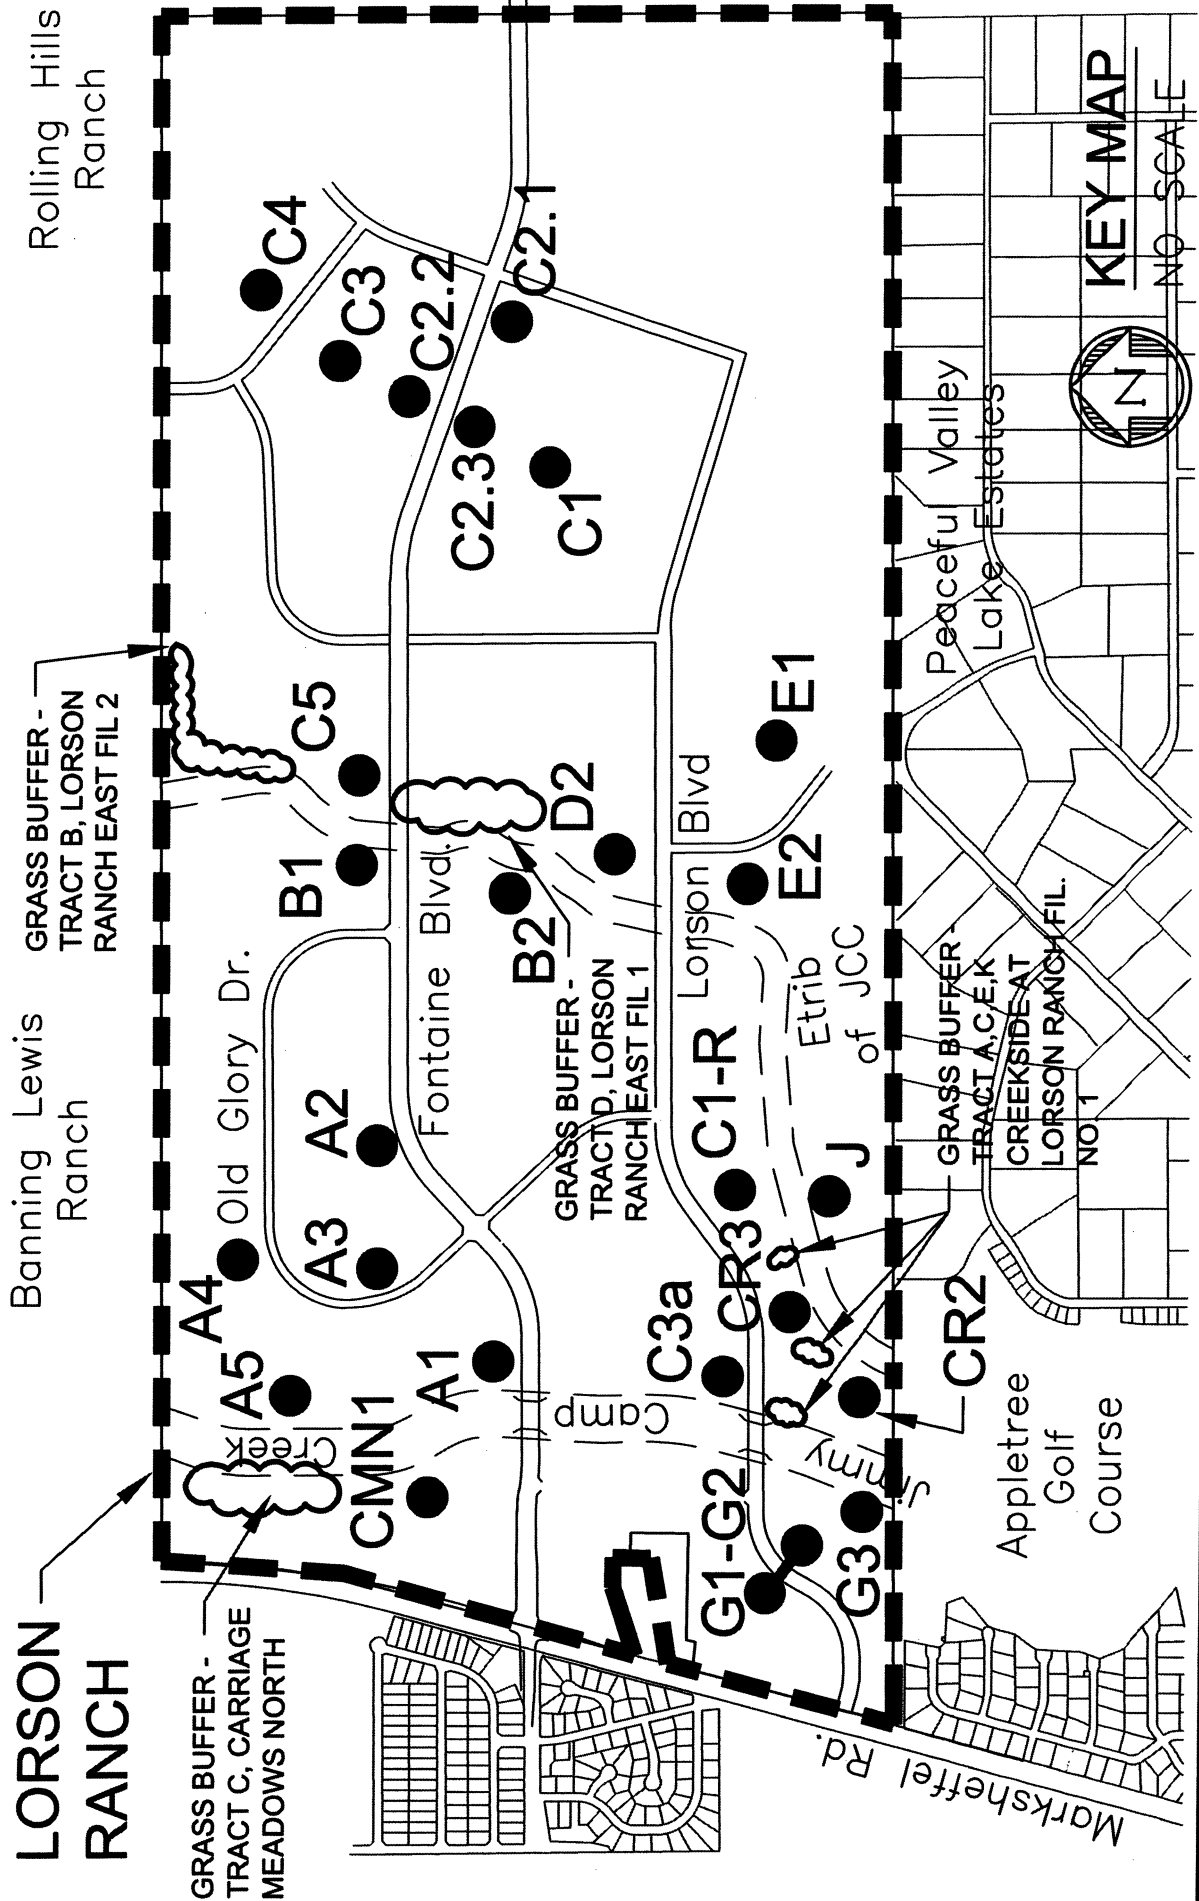 LORSON
RANCH
GRASS BUFFER -
TRACT C, CARRIAGE
MEADOWS NORTH
Banning Lewis
Ranch
GRASS BUFFER -
TRACT B, LORSON
RANCH EAST FIL 2
Rolling Hills
Ranch
A4
A5
CMN1
Creek
A1
A3
A2
Old Glory Dr.
Fontaine Blvd.
B1
C5
C4
C3
C2.2
C2.1
C2.3
C1
B2
D2
GRASS BUFFER -
TRACT D, LORSON
RANCH EAST FIL 1
Camp
C3a
CR3
C1-R
Lorson Blvd
E2
E1
Etrib
of JCC
J
G1-G2
G3
Jimmy
CR2
GRASS BUFFER -
TRACT A,C,E,K
CREEKSIDE AT
LORSON RANCH FIL.
NO 1
Marksheffel Rd.
Appletree
Golf
Course
Peaceful Valley
Lake Estates
N
KEY MAP
NO SCALE